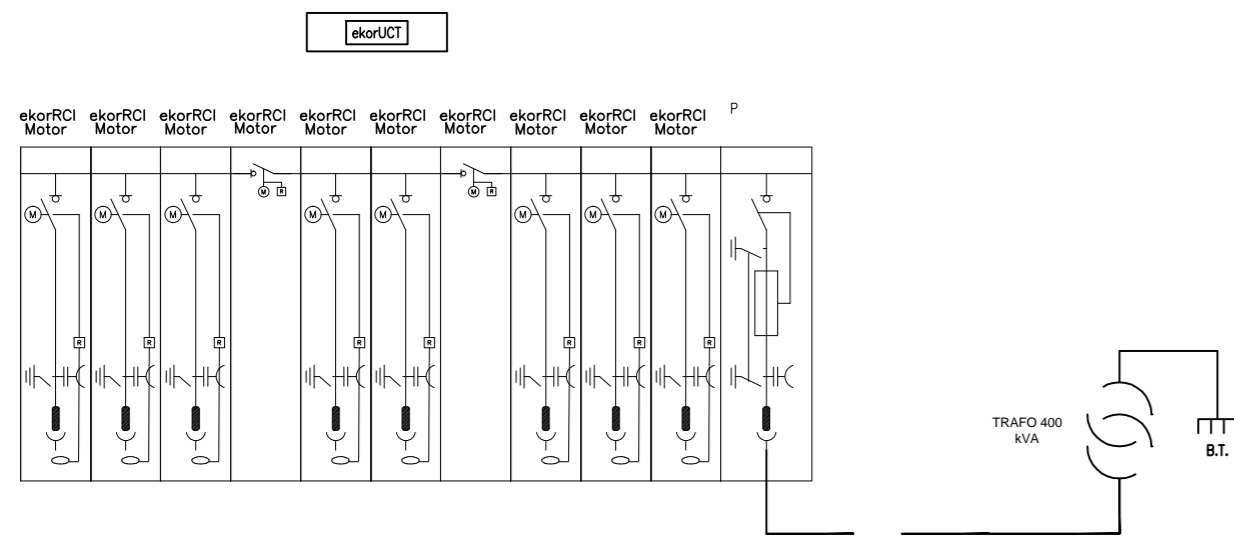 ekorUCT
ekorRCI ekorRCI ekorRCI ekorRCI ekorRCI ekorRCI ekorRCI ekorRCI ekorRCI ekorRCI P
Motor Motor Motor Motor Motor Motor Motor Motor Motor Motor
M R M R
M M M M M M M M
R R R R R R R R
TRAFO 400
kVA
B.T.